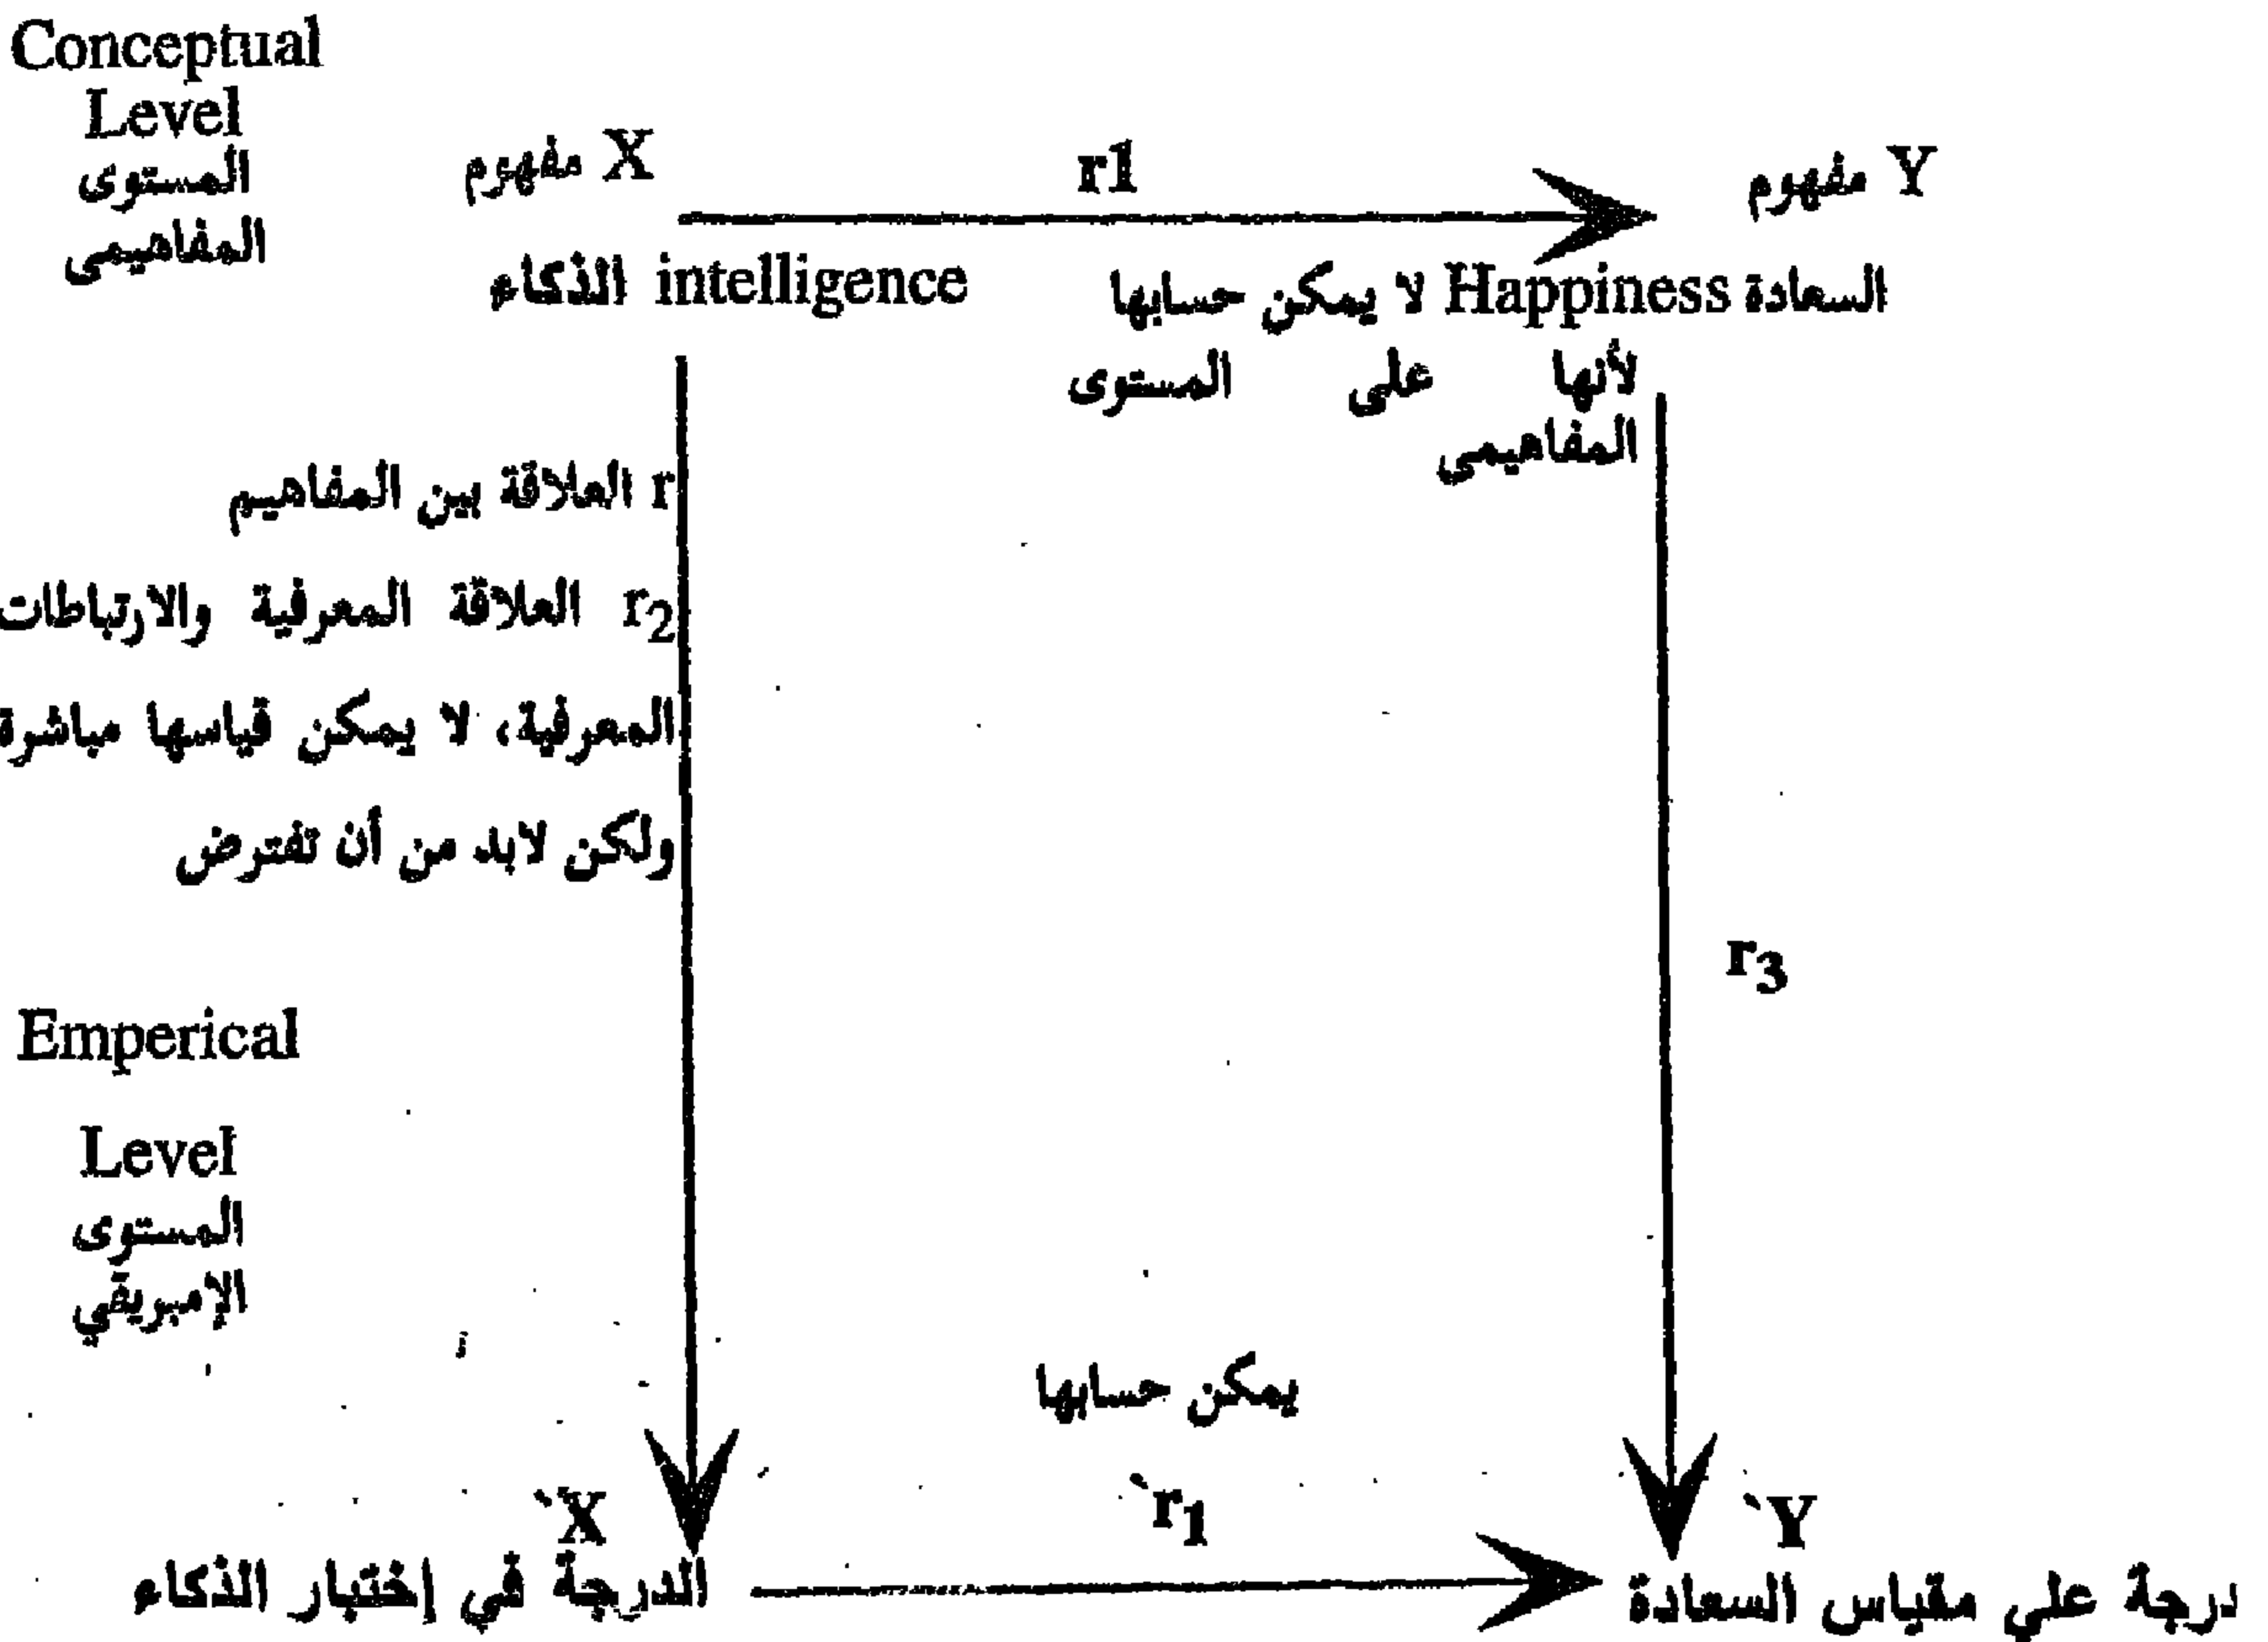 Conceptual
Level
المستوى
المفاهيمى
مفهوم X
r1
مفهوم Y
الذكاء intelligence
السعادة Happiness لا يمكن حسابها
لأنها على المستوى
المفاهيمي
r العلاقة بين المفاهيم
r2 العلاقة المعرفية والارتباطات
المعرفية، لا يمكن قياسها مباشرة
ولكن لابد من أن تفترض
r3
Emperical
Level
المستوى
الإمبريقي
يمكن حسابها
`X
`r1
`Y
الدرجة في إختبار الذكاء
درجة علي مقياس السعادة